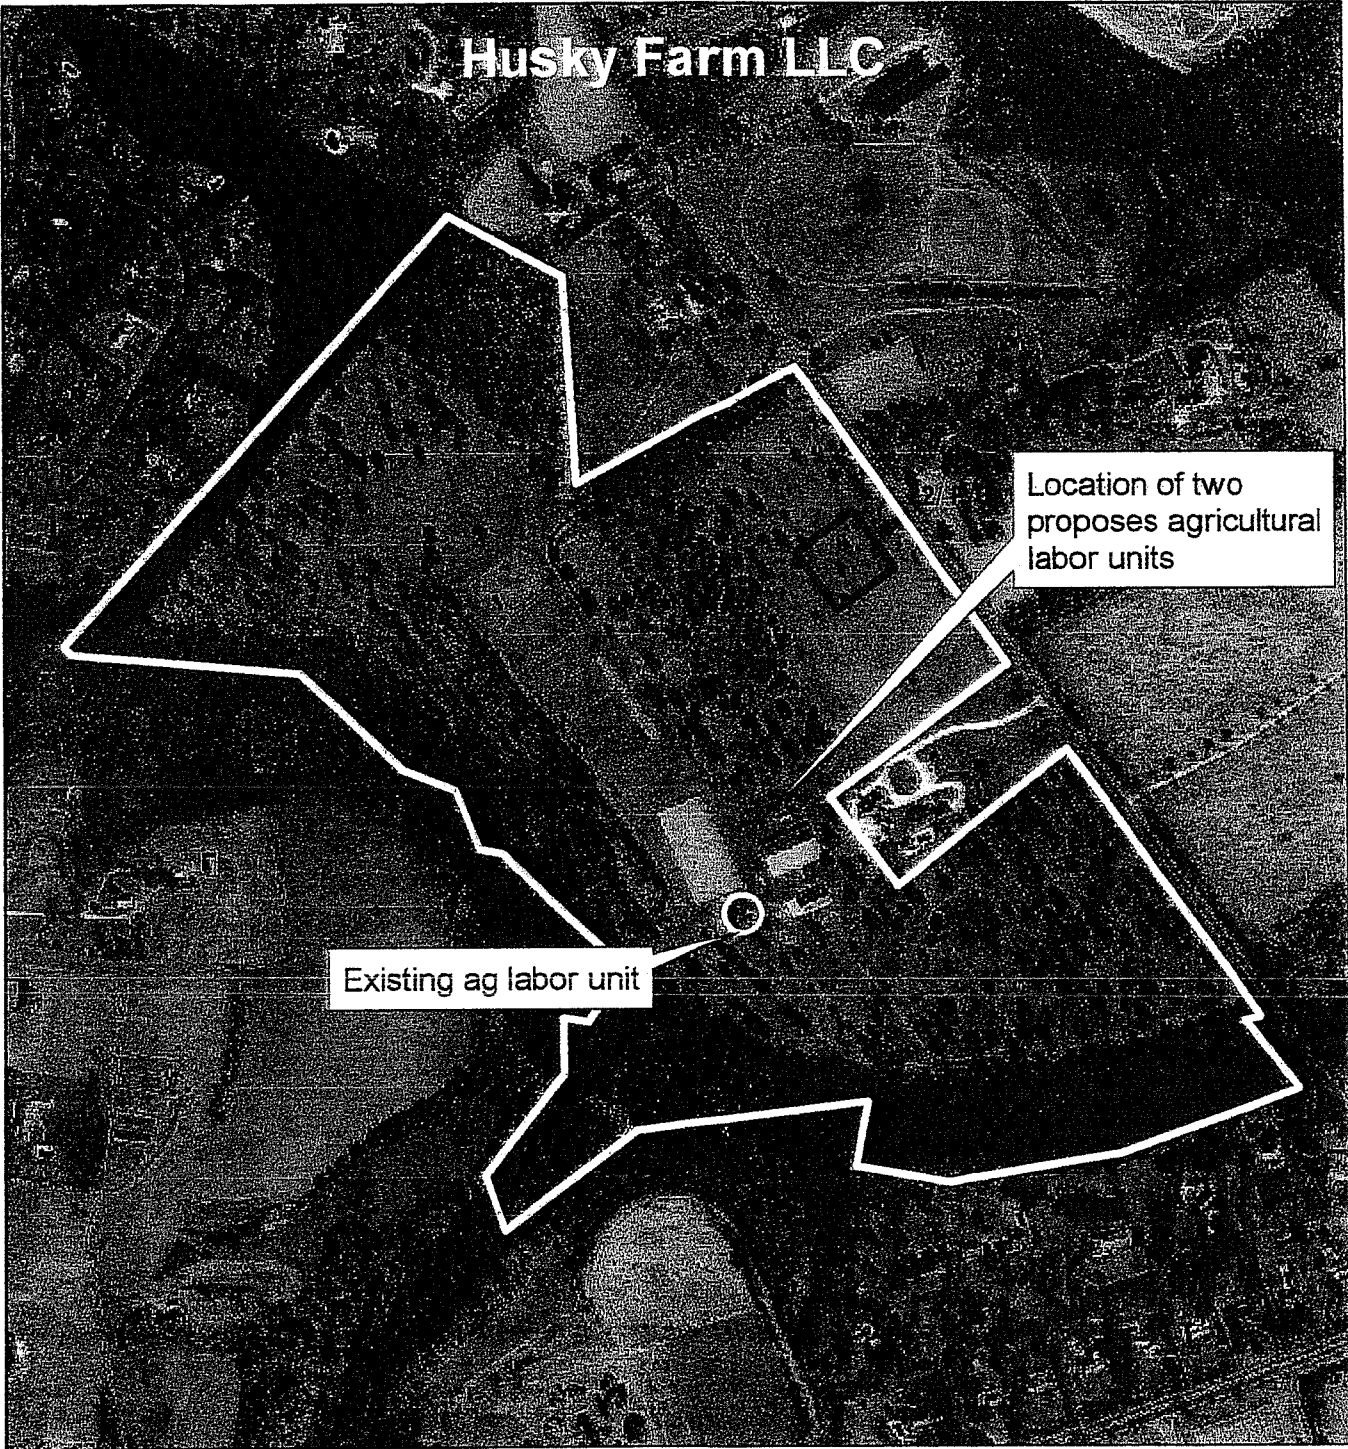 Husky Farm LLC
Location of two
proposes agricultural
labor units
Existing ag labor unit